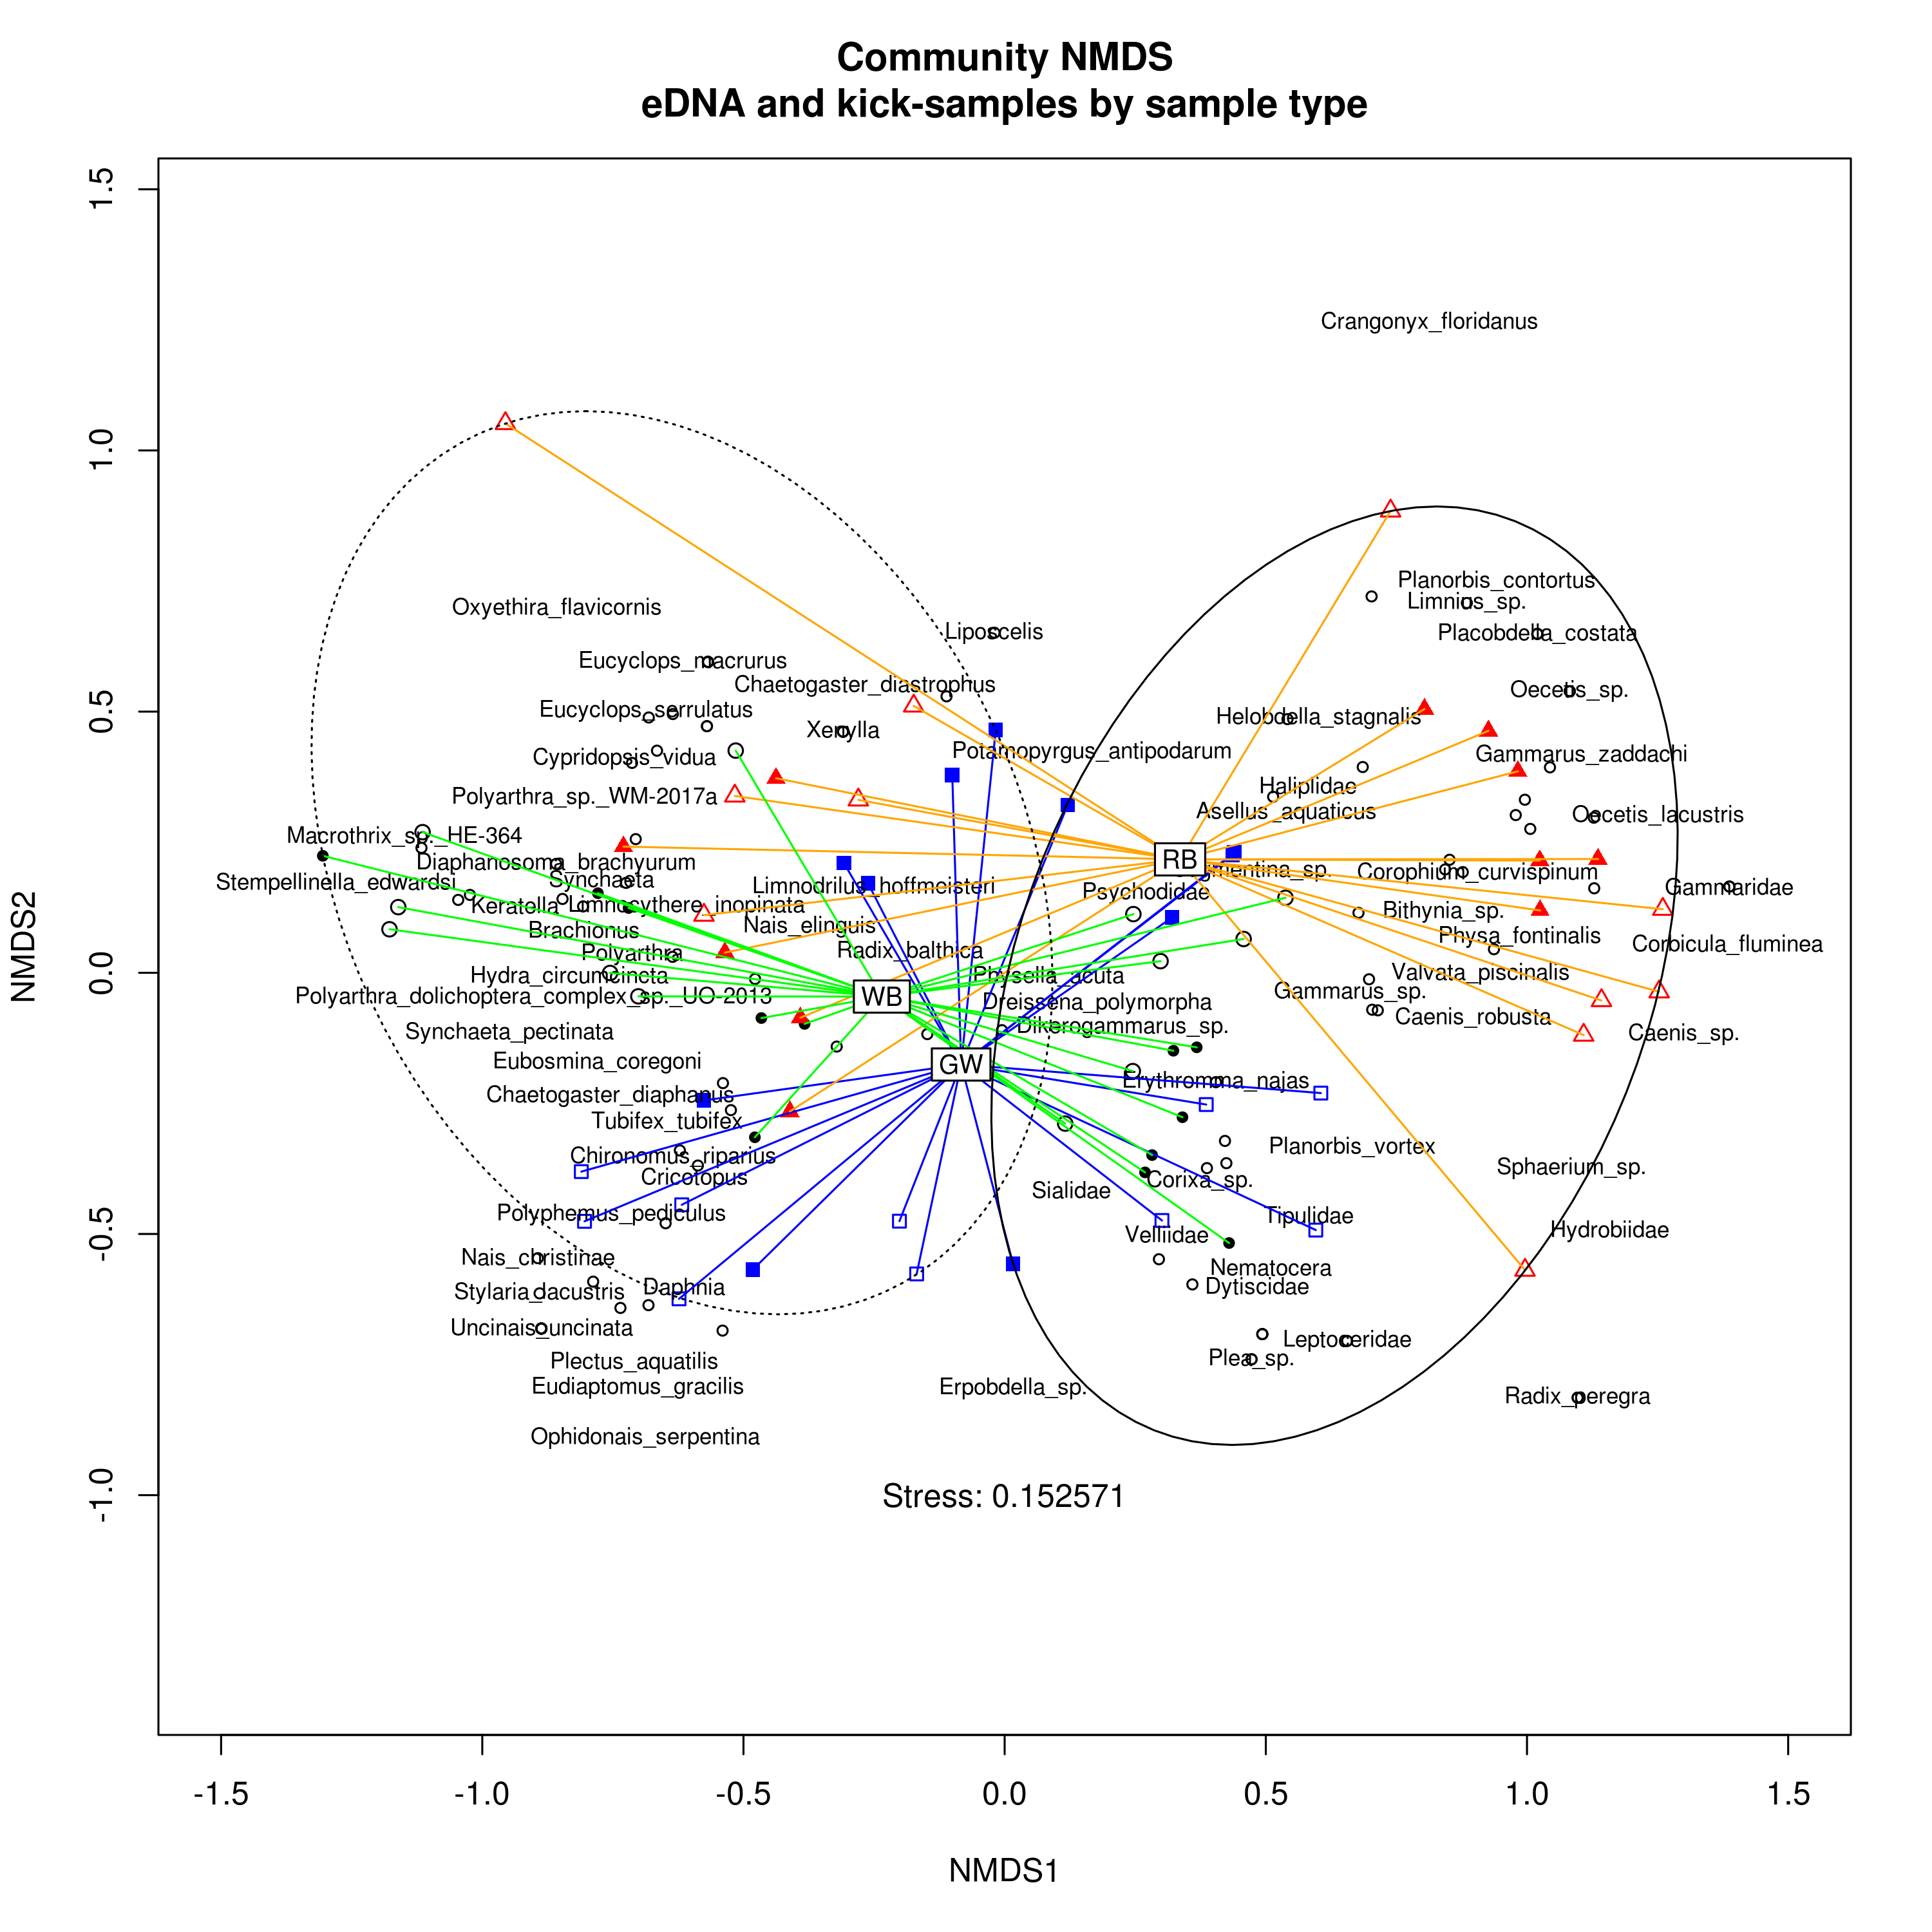 Community NMDS
eDNA and kick-samples by sample type
1.5
1.0
0.5
0.0
-0.5
-1.0
NMDS2
Crangonyx_floridanus
Planorbis_contortus
Limnios_sp.
Oxyethira_flavicornis
Liposcelis
Placobdella_costata
Eucyclops_macrurus
Chaetogaster_diastrophus
Oecetis_sp.
Eucyclops_serrulatus
Helobdella_stagnalis
Xenylla
Potamopyrgus_antipodarum
Gammarus_zaddachi
Cypridopsis_vidua
Haliplidae
Polyarthra_sp._WM-2017a
Asellus_aquaticus
Oecetis_lacustris
Macrothrix_sp._HE-364
RB
Diaphanosoma_brachyurum
Corophium_curvispinum
Synchaeta
Stempellinella_edwardsi
Limnodrilus_hoffmeisteri
Psychodidae
Gammaridae
Keratella
Limnocythere_inopinata
Bithynia_sp.
Nais_elinguis
Brachionus
Physa_fontinalis
Corbicula_fluminea
Polyarthra
Radix_balthica
Hydra_circumcincta
Physella_acuta
Valvata_piscinalis
Polyarthra_dolichoptera_complex_sp._UO-2013
WB
Gammarus_sp.
Dreissena_polymorpha
Caenis_robusta
Synchaeta_pectinata
Dikerogammarus_sp.
Caenis_sp.
Eubosmina_coregoni
GW
Erythromma_najas
Chaetogaster_diaphanus
Tubifex_tubifex
Planorbis_vortex
Chironomus_riparius
Sphaerium_sp.
Cricotopus
Corixa_sp.
Sialidae
Polyphemus_pediculus
Tipulidae
Velliidae
Hydrobiidae
Nais_christinae
Nematocera
Daphnia
Dytiscidae
Stylaria_dacustris
Uncinais_uncinata
Leptoceridae
Plea_sp.
Plectus_aquatilis
Eudiaptomus_gracilis
Erpobdella_sp.
Radix_peregra
Ophidonais_serpentina
Stress: 0.152571
-1.5
-1.0
-0.5
0.0
0.5
1.0
1.5
NMDS1